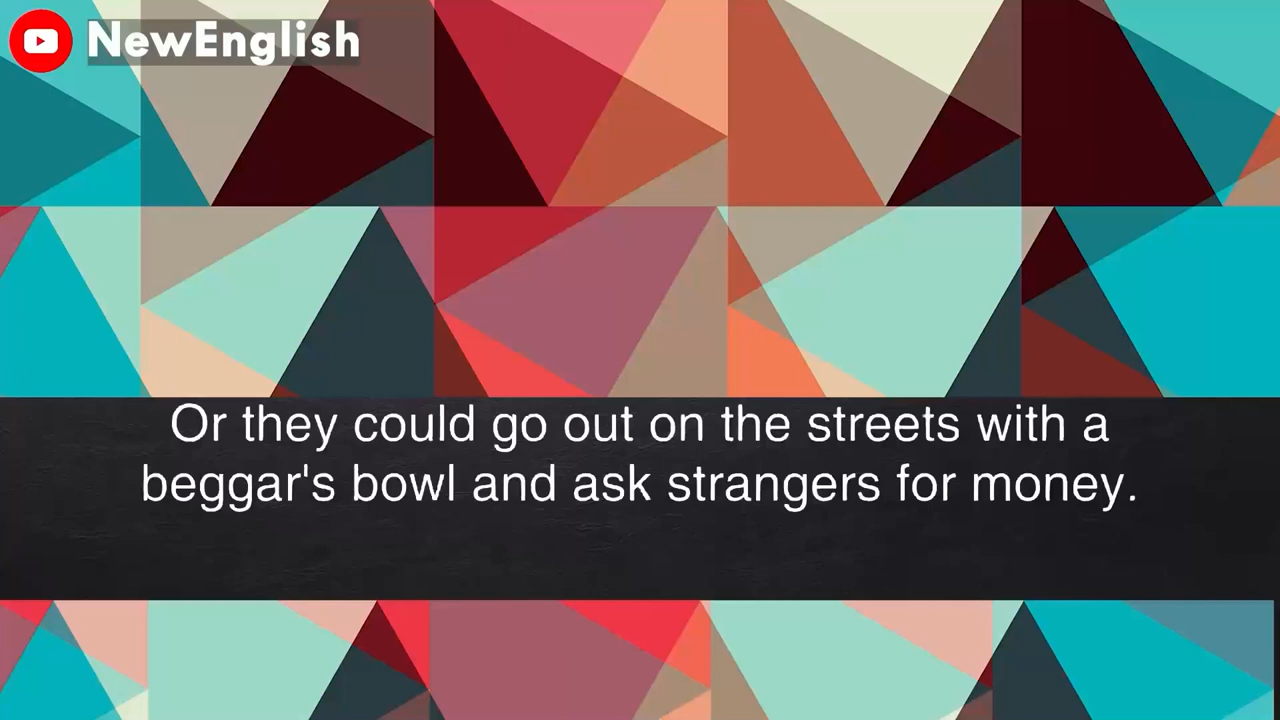 NewEnglish
Or they could go out on the streets with a
beggar's bowl and ask strangers for money.